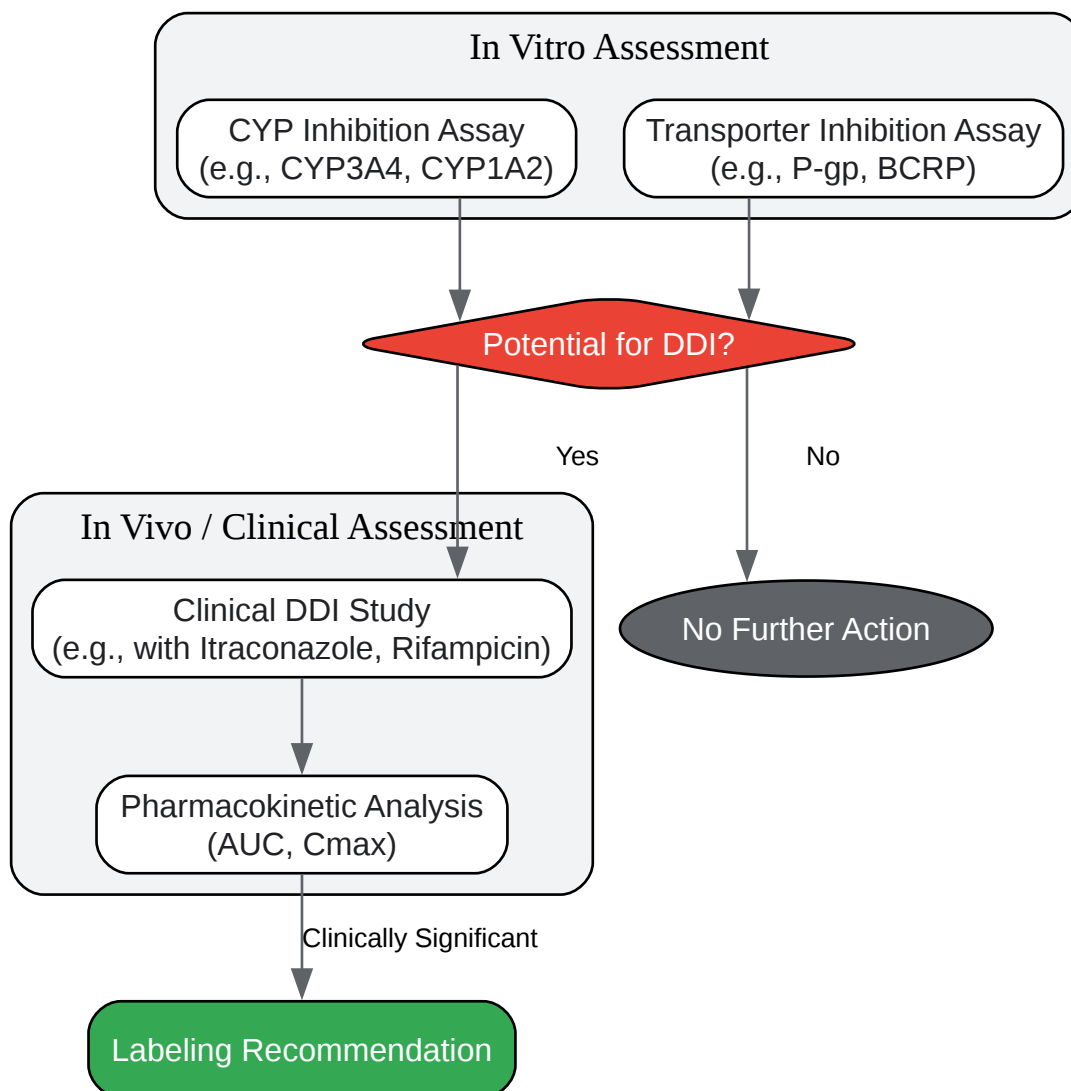 In Vitro Assessment
CYP Inhibition Assay
(e.g., CYP3A4, CYP1A2)
Transporter Inhibition Assay
(e.g., P-gp, BCRP)
Potential for DDI?
Yes
No
In Vivo / Clinical Assessment
Clinical DDI Study
(e.g., with Itraconazole, Rifampicin)
No Further Action
Pharmacokinetic Analysis
(AUC, Cmax)
Clinically Significant
Labeling Recommendation